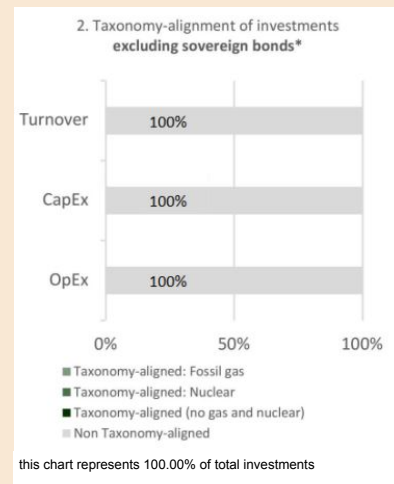 2. Taxonomy-alignment of investments
excluding sovereign bonds*
Turnover
100%
CapEx
100%
OpEx
100%
0%
50%
100%
Taxonomy-aligned: Fossil gas
Taxonomy-aligned: Nuclear
Taxonomy-aligned (no gas and nuclear)
Non Taxonomy-aligned
this chart represents 100.00% of total investments